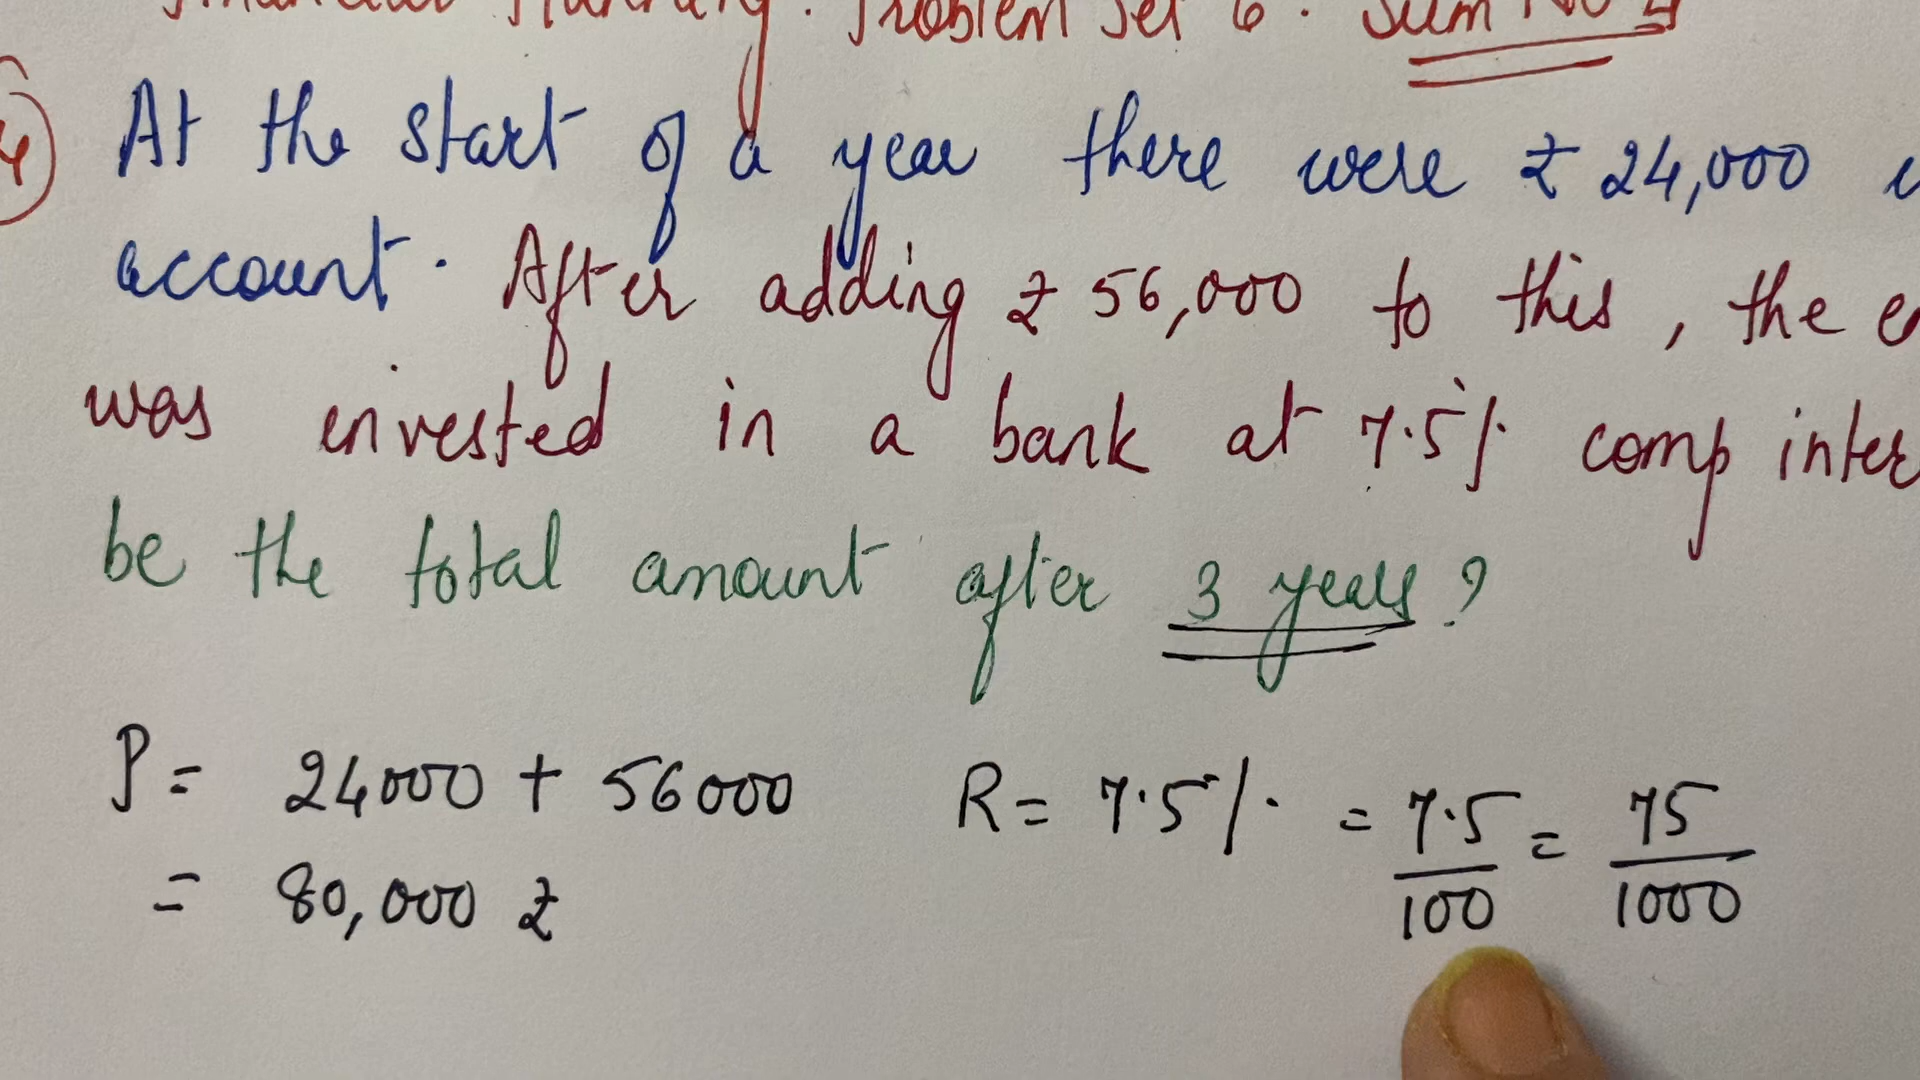 Financial Planning. Problem Set 6. Sum No 4
4 At the start of a year there were ₹ 24,000
account. After adding ₹ 56,000 to this, the
was invested in a bank at 7.5% comp inter
be the total amount after 3 years?
P = 24000 + 56000 R = 7.5% = 7.5/100 = 75/1000
= 80,000 ₹